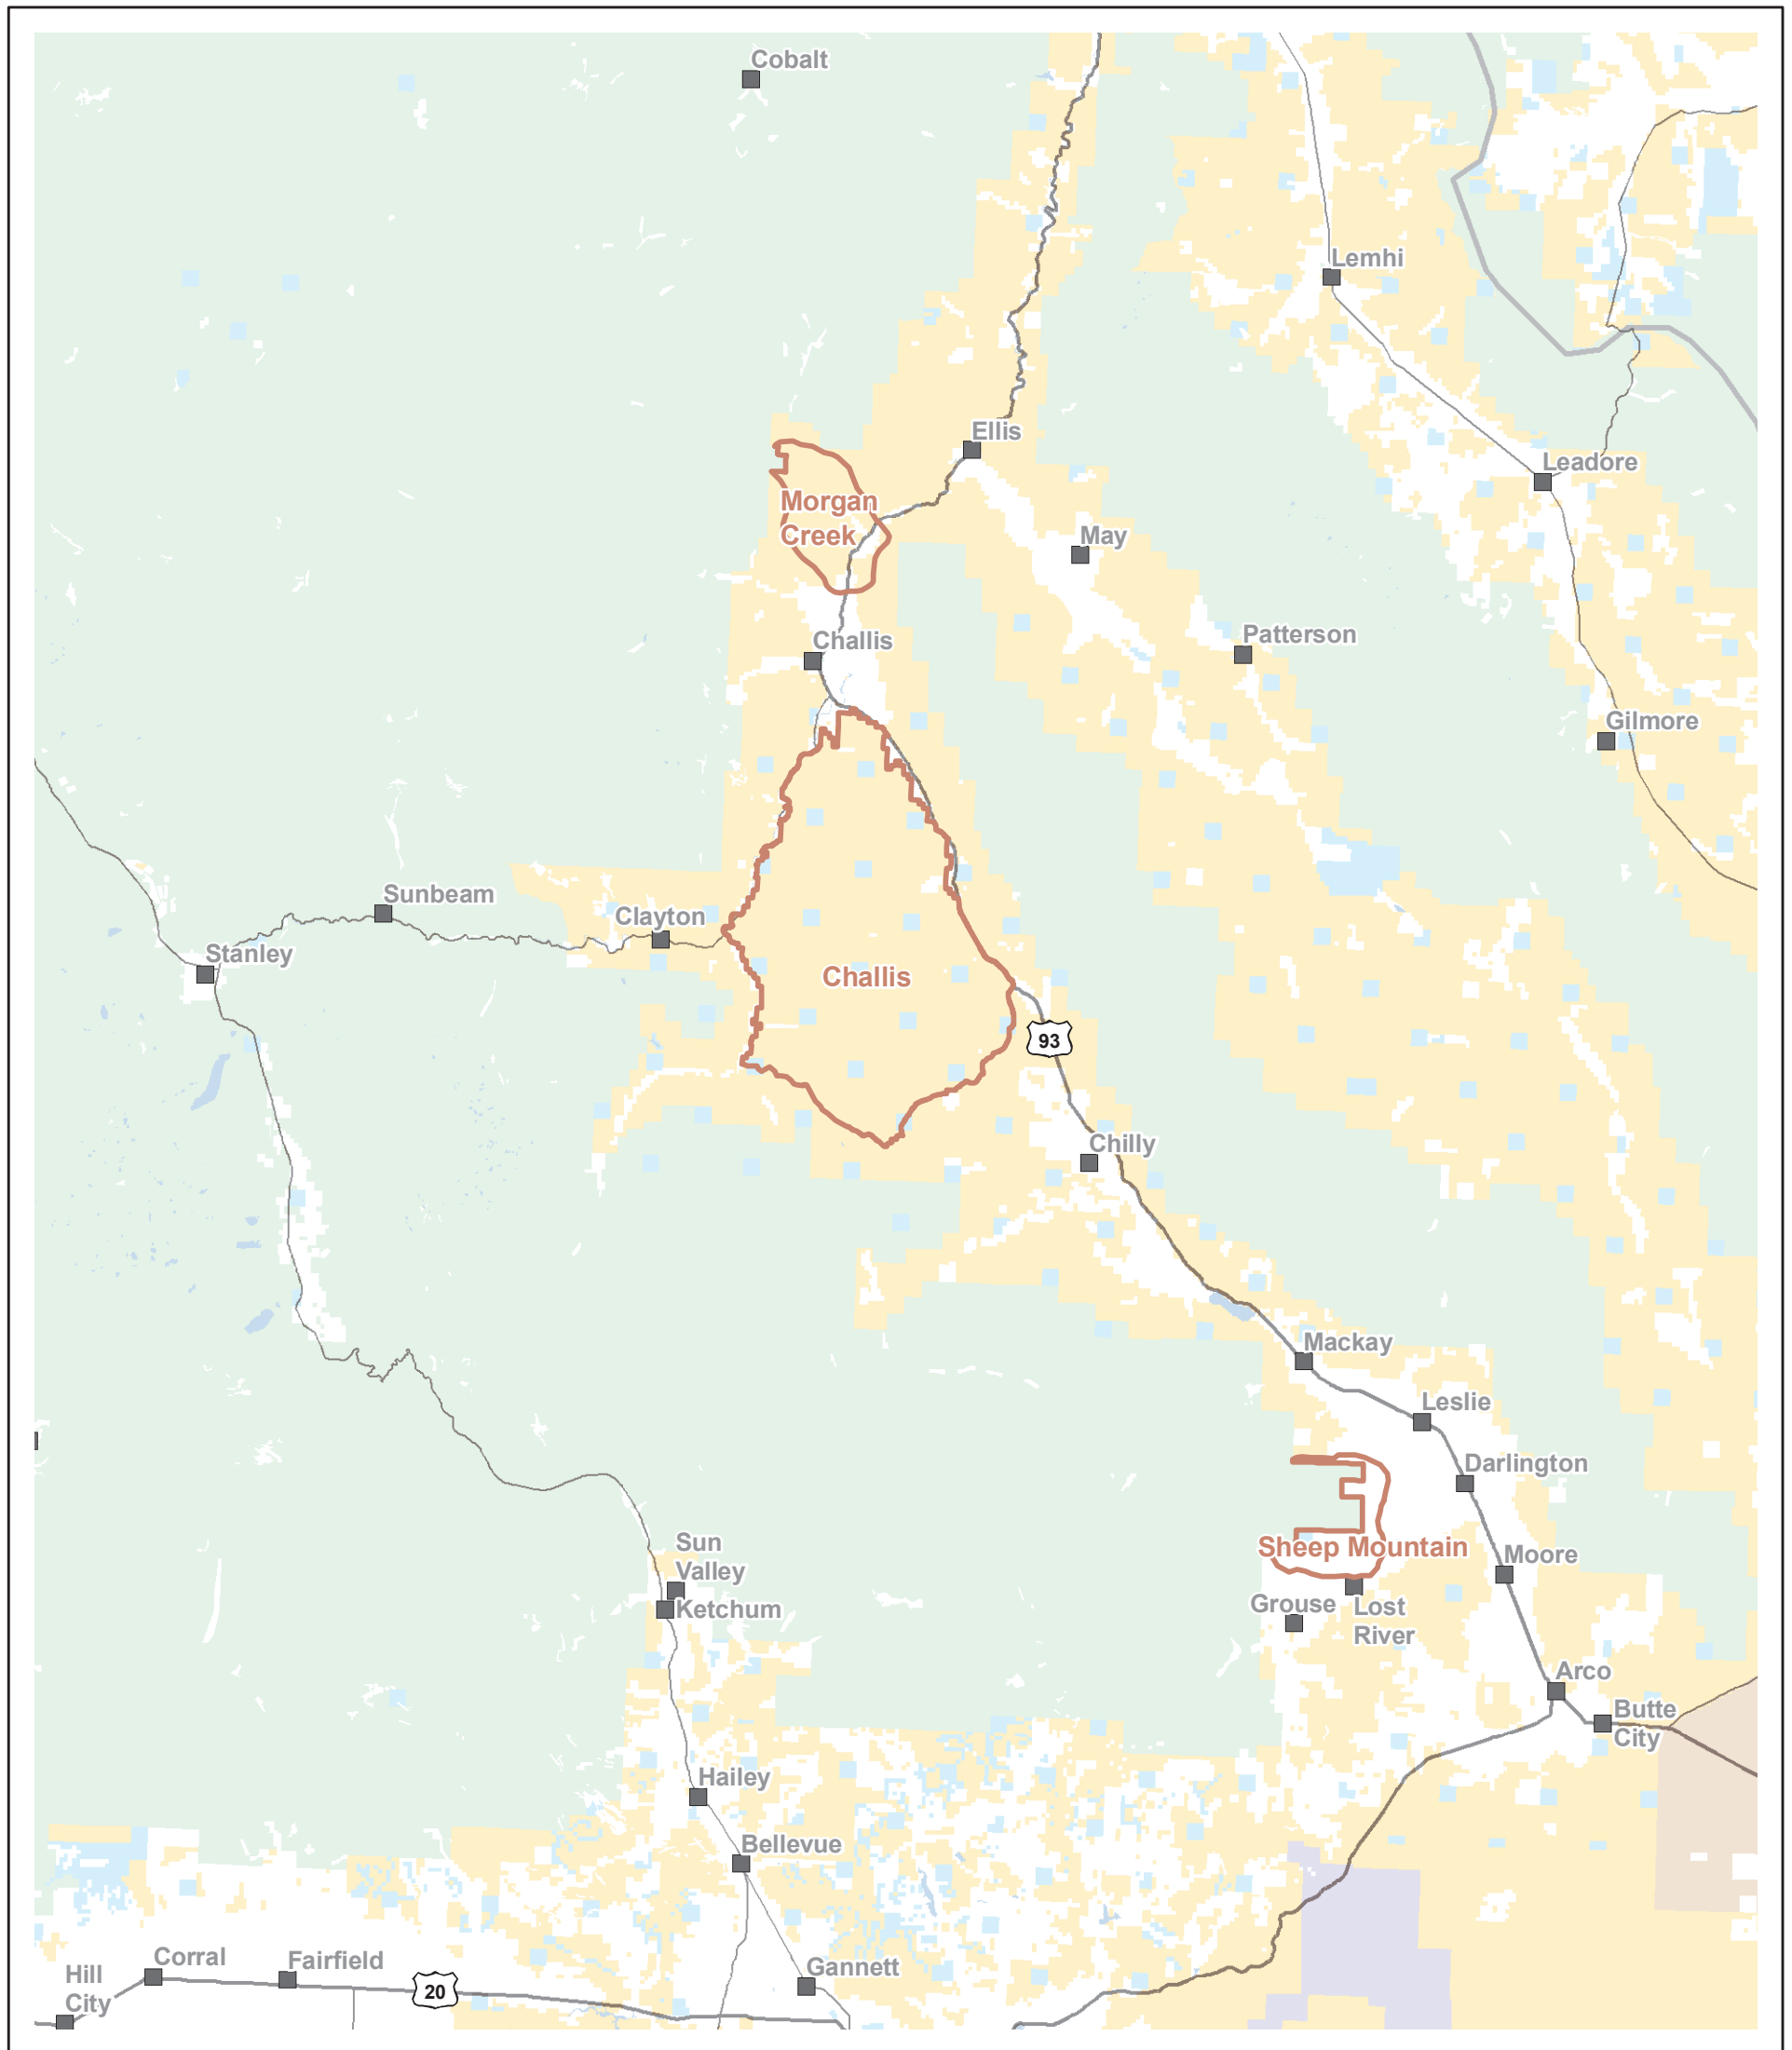 Cobalt
Lemhi
Ellis
Leadore
Morgan
Creek
May
Challis
Patterson
Gilmore
Sunbeam
Clayton
Stanley
Challis
93
Chilly
Mackay
Leslie
Darlington
Sun
Valley
Sheep Mountain
Moore
Ketchum
Grouse
Lost
River
Arco
Butte
City
Hailey
Bellevue
Corral
Fairfield
Gannett
Hill
City
20